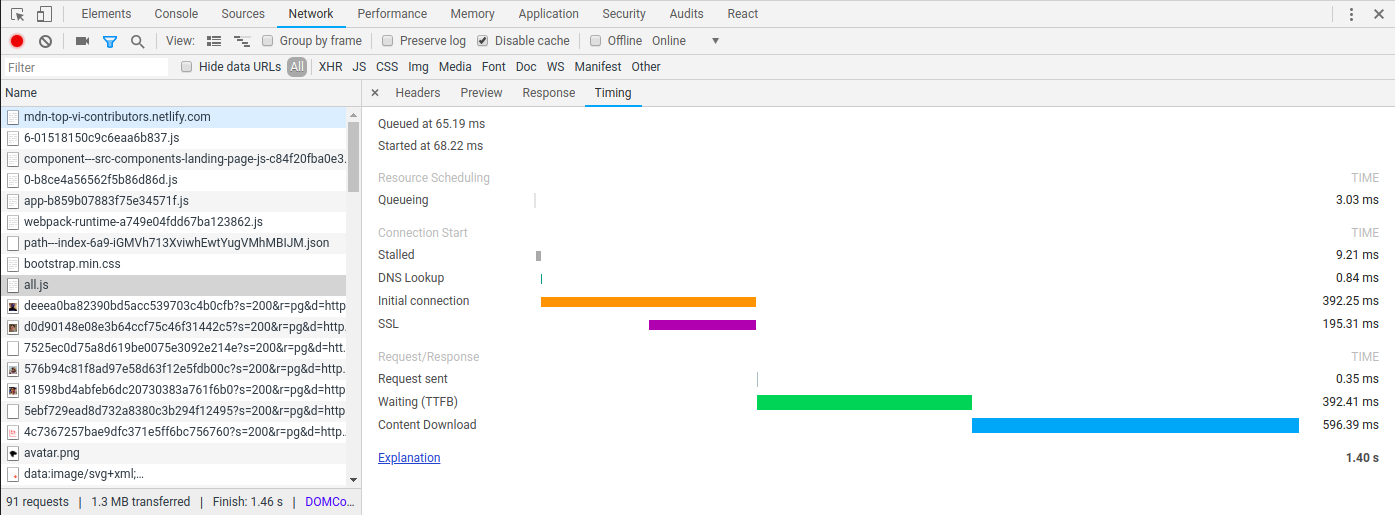 Elements Console Sources Network Performance Memory Application Security Audits React
View: Group by frame Preserve log Disable cache Offline Online
Filter Hide data URLs All XHR JS CSS Img Media Font Doc WS Manifest Other
Name
mdn-top-vi-contributors.netlify.com
6-01518150c9c6eaa6b837.js
component---src-components-landing-page-js-c84f20fba0e3…
0-b8ce4a56562f5b86d86d.js
app-b859b07883f75e34571f.js
webpack-runtime-a749e04fdd67ba123862.js
path---index-6a9-iGMVh713XviwhEwtYugVMhMBIJM.json
bootstrap.min.css
all.js
deeea0ba82390bd5acc539703c4b0cfb?s=200&r=pg&d=http…
d0d90148e08e3b64ccf75c46f31442c5?s=200&r=pg&d=http…
7525ec0d75a8d619be0075e3092e214e?s=200&r=pg&d=htt…
576b94c81f8ad97e58d63f12e5fdb00c?s=200&r=pg&d=http…
81598bd4abfeb6dc20730383a761f6b0?s=200&r=pg&d=http…
5ebf729ead8d732a8380c3b294f12495?s=200&r=pg&d=http…
4c7367257bae9dfc371e5ff6bc756760?s=200&r=pg&d=http…
avatar.png
data:image/svg+xml;…
91 requests | 1.3 MB transferred | Finish: 1.46 s | DOMCo…
× Headers Preview Response Timing
Queued at 65.19 ms
Started at 68.22 ms
Resource Scheduling TIME
Queueing 3.03 ms
Connection Start TIME
Stalled 9.21 ms
DNS Lookup 0.84 ms
Initial connection 392.25 ms
SSL 195.31 ms
Request/Response TIME
Request sent 0.35 ms
Waiting (TTFB) 392.41 ms
Content Download 596.39 ms
Explanation 1.40 s